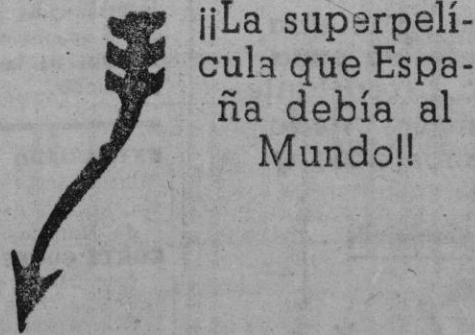 ¡¡La superpelí-
cula que Espa-
ña debía al
Mundo!!